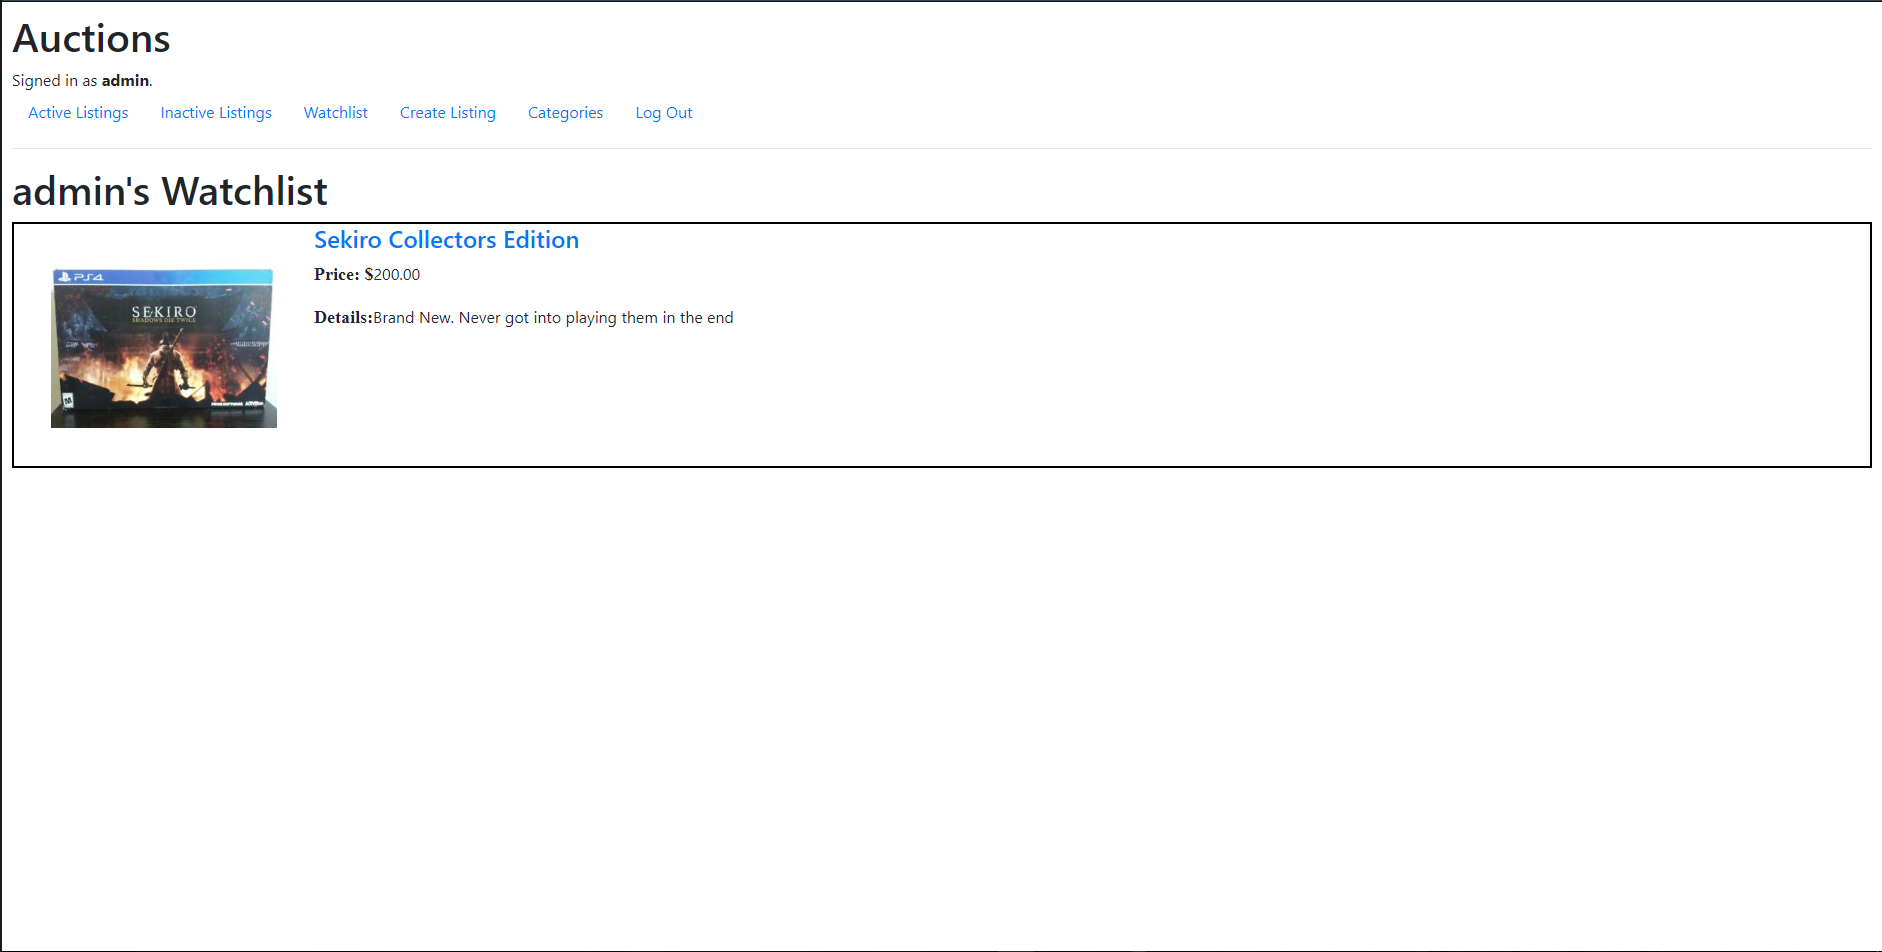 Auctions
Signed in as admin.
Active Listings Inactive Listings Watchlist Create Listing Categories Log Out
admin's Watchlist
Sekiro Collectors Edition
Price: $200.00
Details:Brand New. Never got into playing them in the end
PS4
SEKIRO
SHADOWS DIE TWICE
M